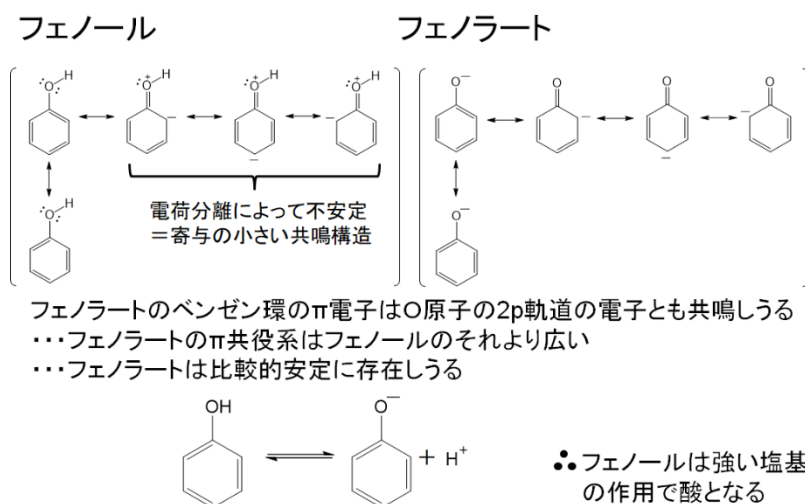 フェノール
フェノラート
H
O
+
H
O
−
+
H
O
−
+
H
O
−
O−
O
−
O
−
O
−
H
O
O−
電荷分離によって不安定
＝寄与の小さい共鳴構造
フェノラートのベンゼン環のπ電子はO原子の2p軌道の電子とも共鳴しうる
・・・フェノラートのπ共役系はフェノールのそれより広い
・・・フェノラートは比較的安定に存在しうる
OH
O−
+ H+
∴フェノールは強い塩基
の作用で酸となる